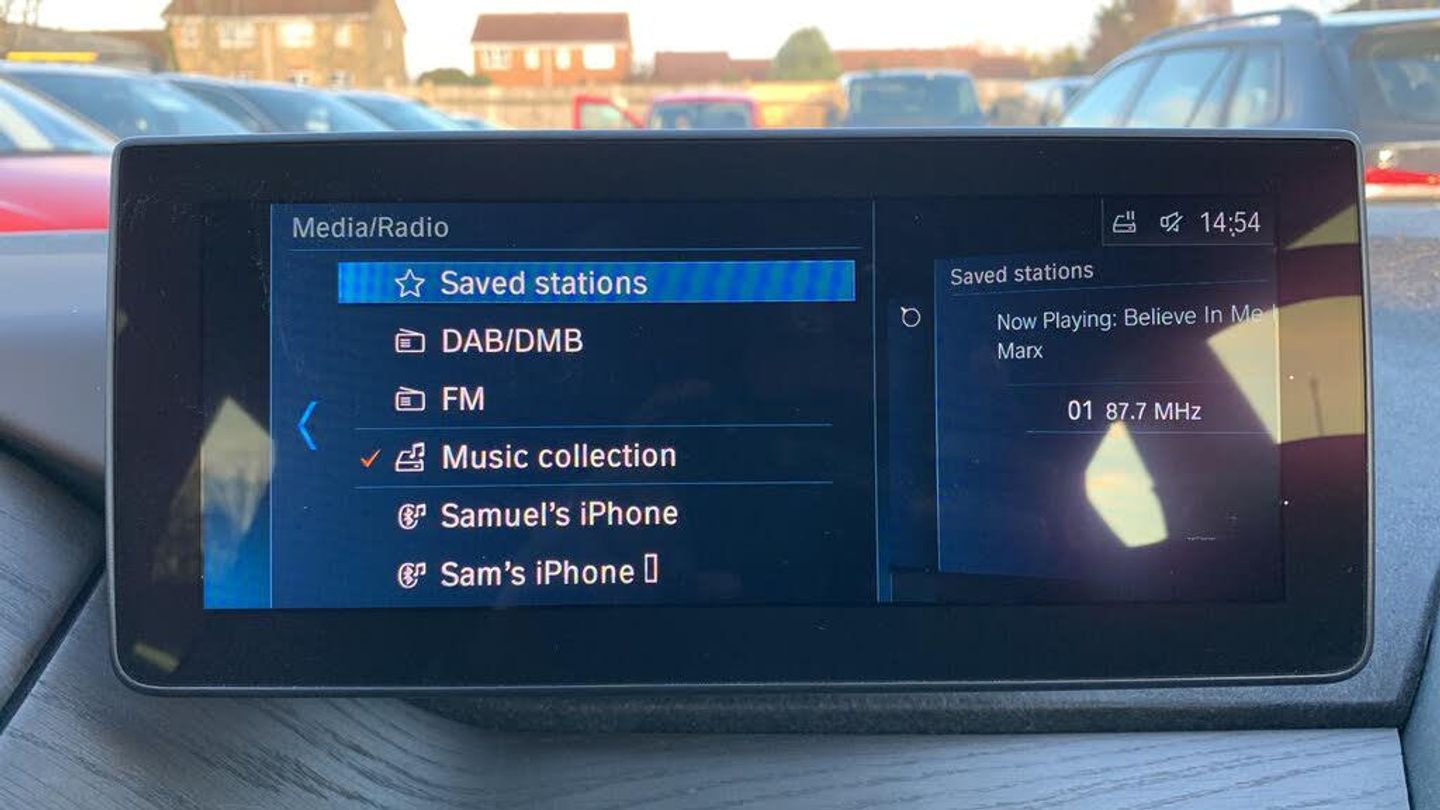 Media/Radio
14:54
Saved stations
DAB/DMB
FM
Music collection
Samuel's iPhone
Sam's iPhone
Saved stations
Now Playing: Believe In Me
Marx
01 87.7 MHz